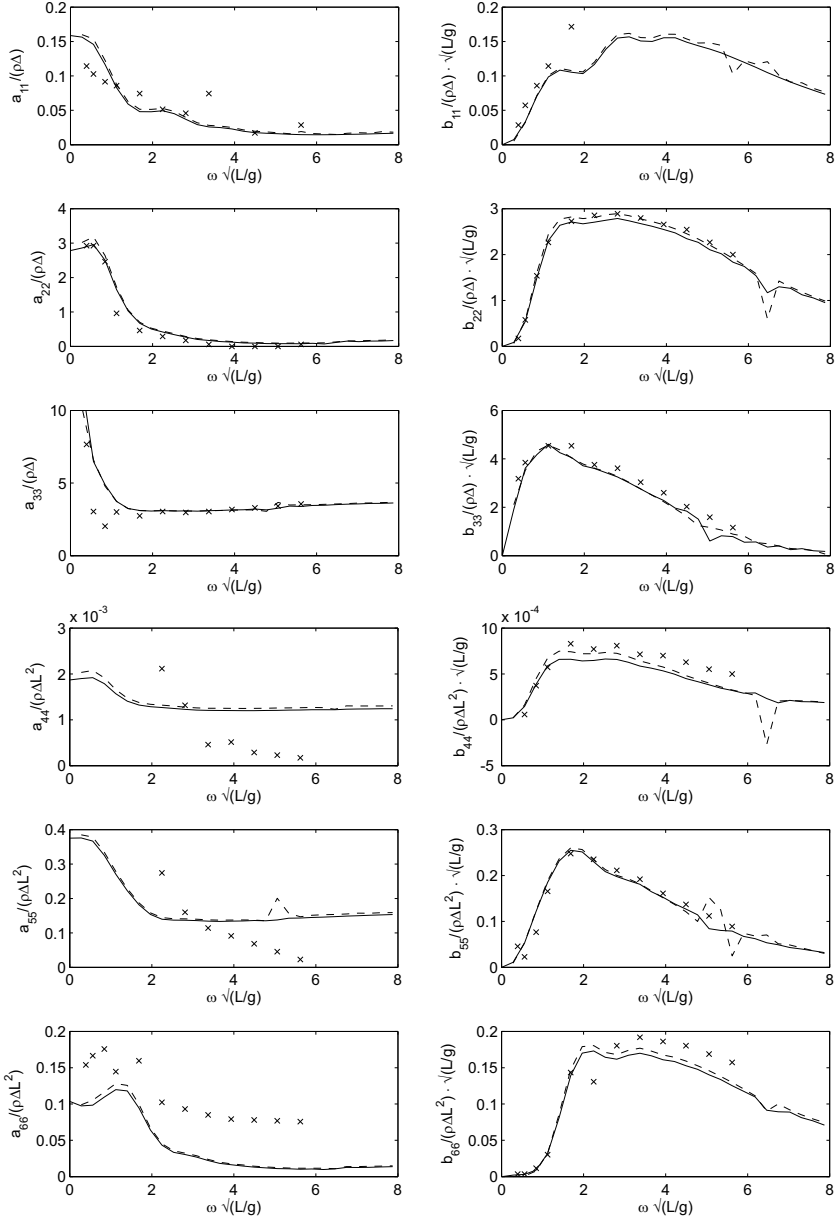 0.2
0.15
0.1
0.05
0
0 2 4 6 8
ω √(L/g)
a11/(ρΔ)
0.2
0.15
0.1
0.05
0
0 2 4 6 8
ω √(L/g)
b11/(ρΔ) · √(L/g)
4
3
2
1
0
0 2 4 6 8
ω √(L/g)
a22/(ρΔ)
3
2
1
0
0 2 4 6 8
ω √(L/g)
b22/(ρΔ) · √(L/g)
10
5
0
0 2 4 6 8
ω √(L/g)
a33/(ρΔ)
6
4
2
0
0 2 4 6 8
ω √(L/g)
b33/(ρΔ) · √(L/g)
x 10-3
3
2
1
0
0 2 4 6 8
ω √(L/g)
a44/(ρΔL2)
x 10-4
10
5
0
-5
0 2 4 6 8
ω √(L/g)
b44/(ρΔL2) · √(L/g)
0.4
0.3
0.2
0.1
0
0 2 4 6 8
ω √(L/g)
a55/(ρΔL2)
0.3
0.2
0.1
0
0 2 4 6 8
ω √(L/g)
b55/(ρΔL2) · √(L/g)
0.2
0.15
0.1
0.05
0
0 2 4 6 8
ω √(L/g)
a66/(ρΔL2)
0.2
0.15
0.1
0.05
0
0 2 4 6 8
ω √(L/g)
b66/(ρΔL2) · √(L/g)